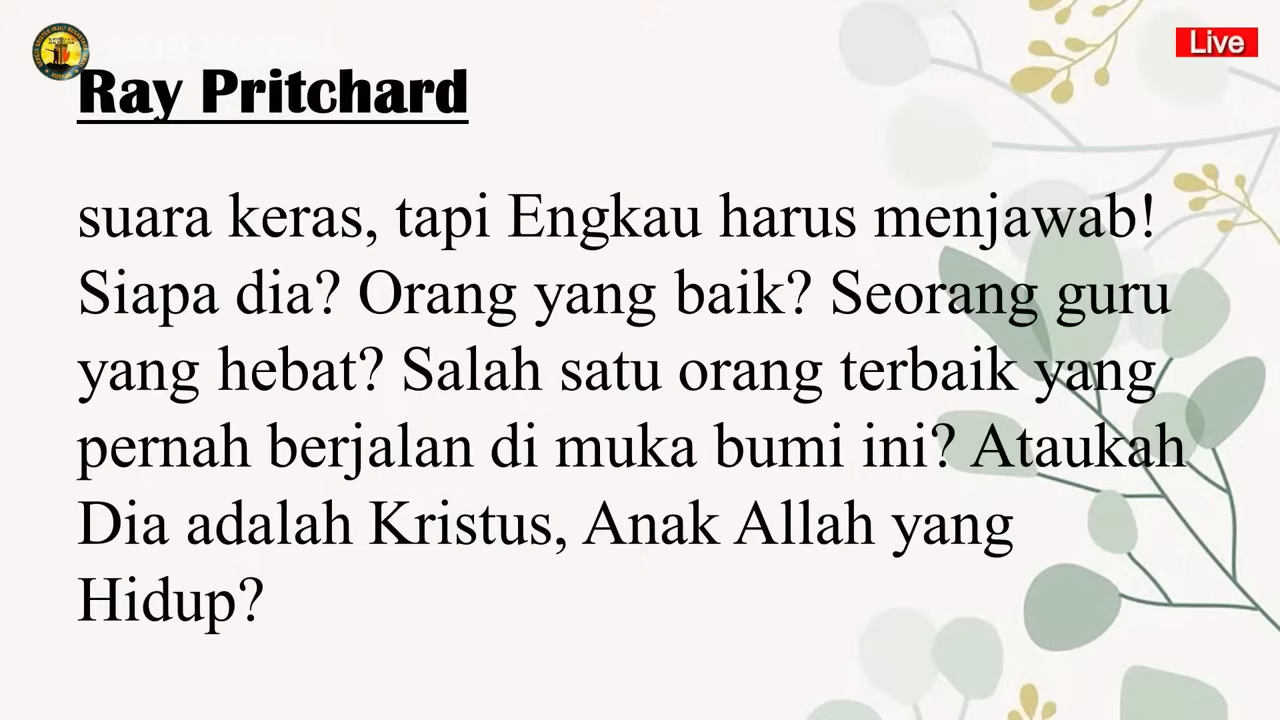 Live
Ray Pritchard
suara keras, tapi Engkau harus menjawab!
Siapa dia? Orang yang baik? Seorang guru
yang hebat? Salah satu orang terbaik yang
pernah berjalan di muka bumi ini? Ataukah
Dia adalah Kristus, Anak Allah yang
Hidup?